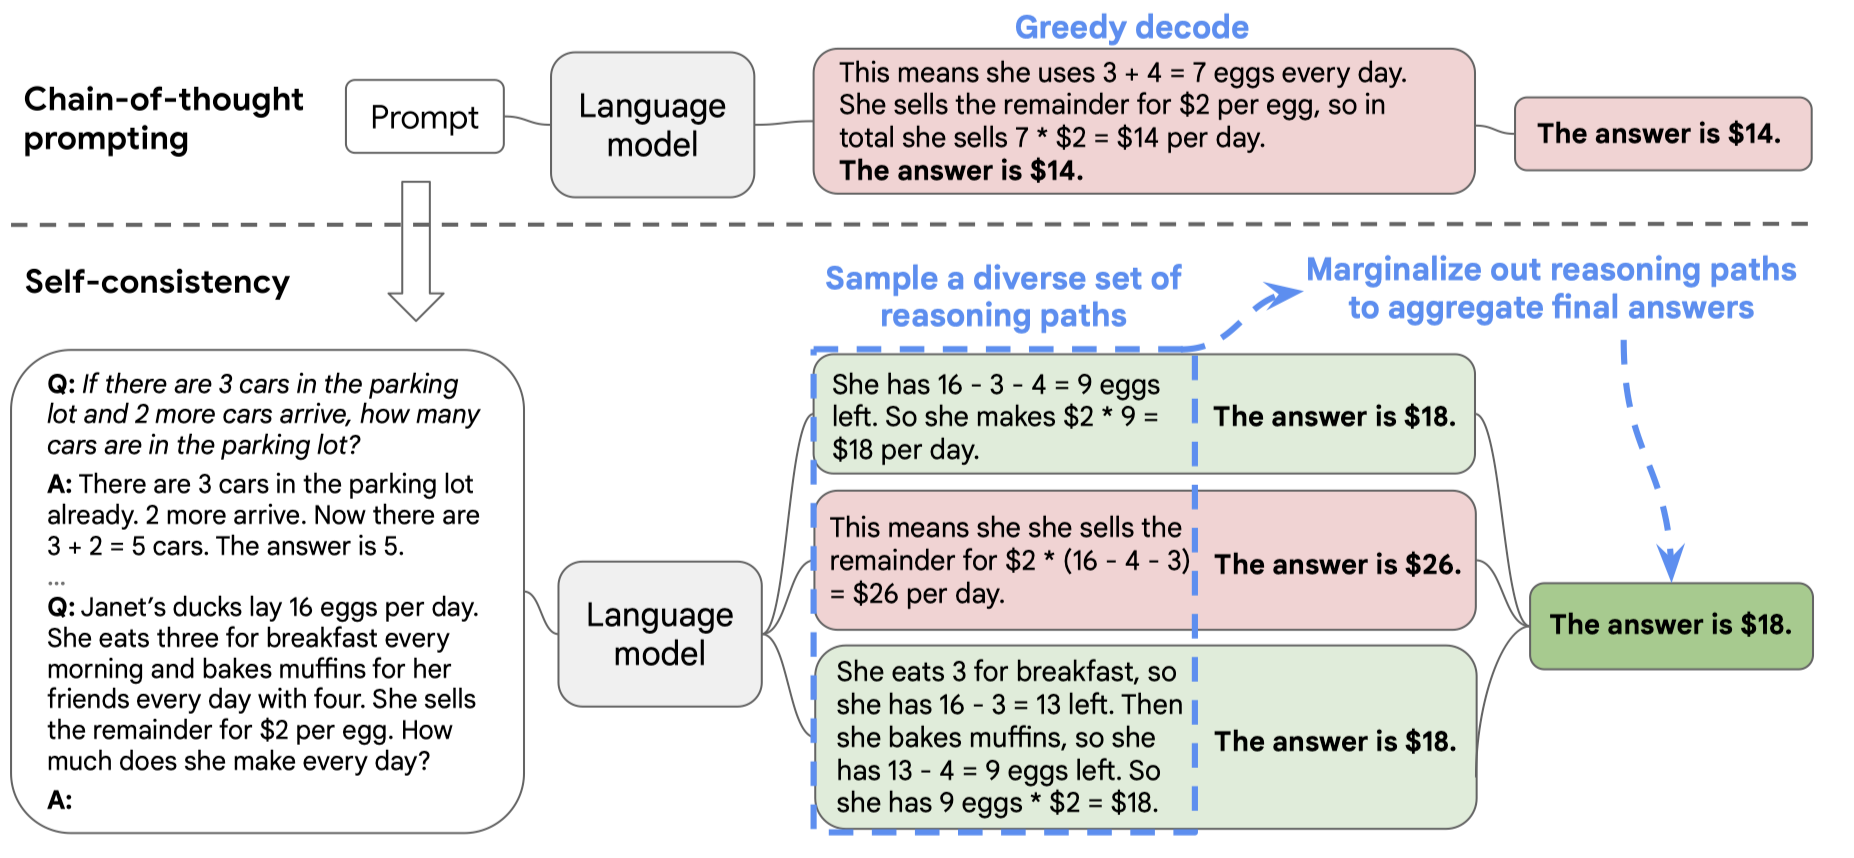 Greedy decode
Chain-of-thought
prompting
Prompt
Language
model
This means she uses 3 + 4 = 7 eggs every day.
She sells the remainder for $2 per egg, so in
total she sells 7 * $2 = $14 per day.
The answer is $14.
The answer is $14.
Self-consistency
Sample a diverse set of
reasoning paths
Marginalize out reasoning paths
to aggregate final answers
Q: If there are 3 cars in the parking
lot and 2 more cars arrive, how many
cars are in the parking lot?
A: There are 3 cars in the parking lot
already. 2 more arrive. Now there are
3 + 2 = 5 cars. The answer is 5.
...
Q: Janet’s ducks lay 16 eggs per day.
She eats three for breakfast every
morning and bakes muffins for her
friends every day with four. She sells
the remainder for $2 per egg. How
much does she make every day?
A:
Language
model
She has 16 - 3 - 4 = 9 eggs
left. So she makes $2 * 9 =
$18 per day.
The answer is $18.
This means she she sells the
remainder for $2 * (16 - 4 - 3)
= $26 per day.
The answer is $26.
She eats 3 for breakfast, so
she has 16 - 3 = 13 left. Then
she bakes muffins, so she
has 13 - 4 = 9 eggs left. So
she has 9 eggs * $2 = $18.
The answer is $18.
The answer is $18.